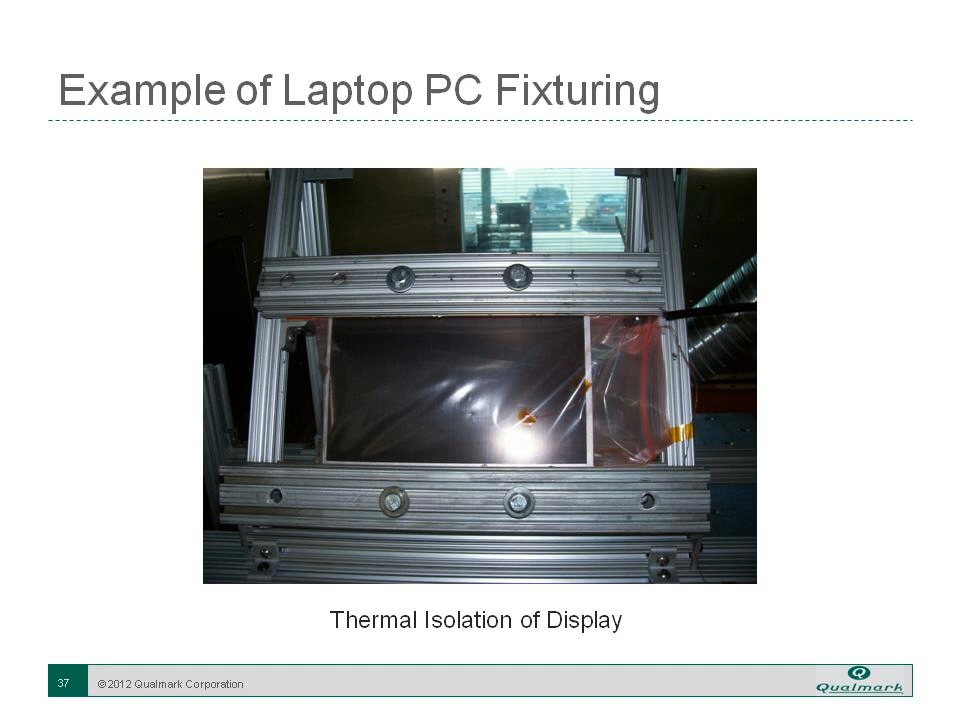 Example of Laptop PC Fixturing
Thermal Isolation of Display
37
©2012 Qualmark Corporation
Qualmark